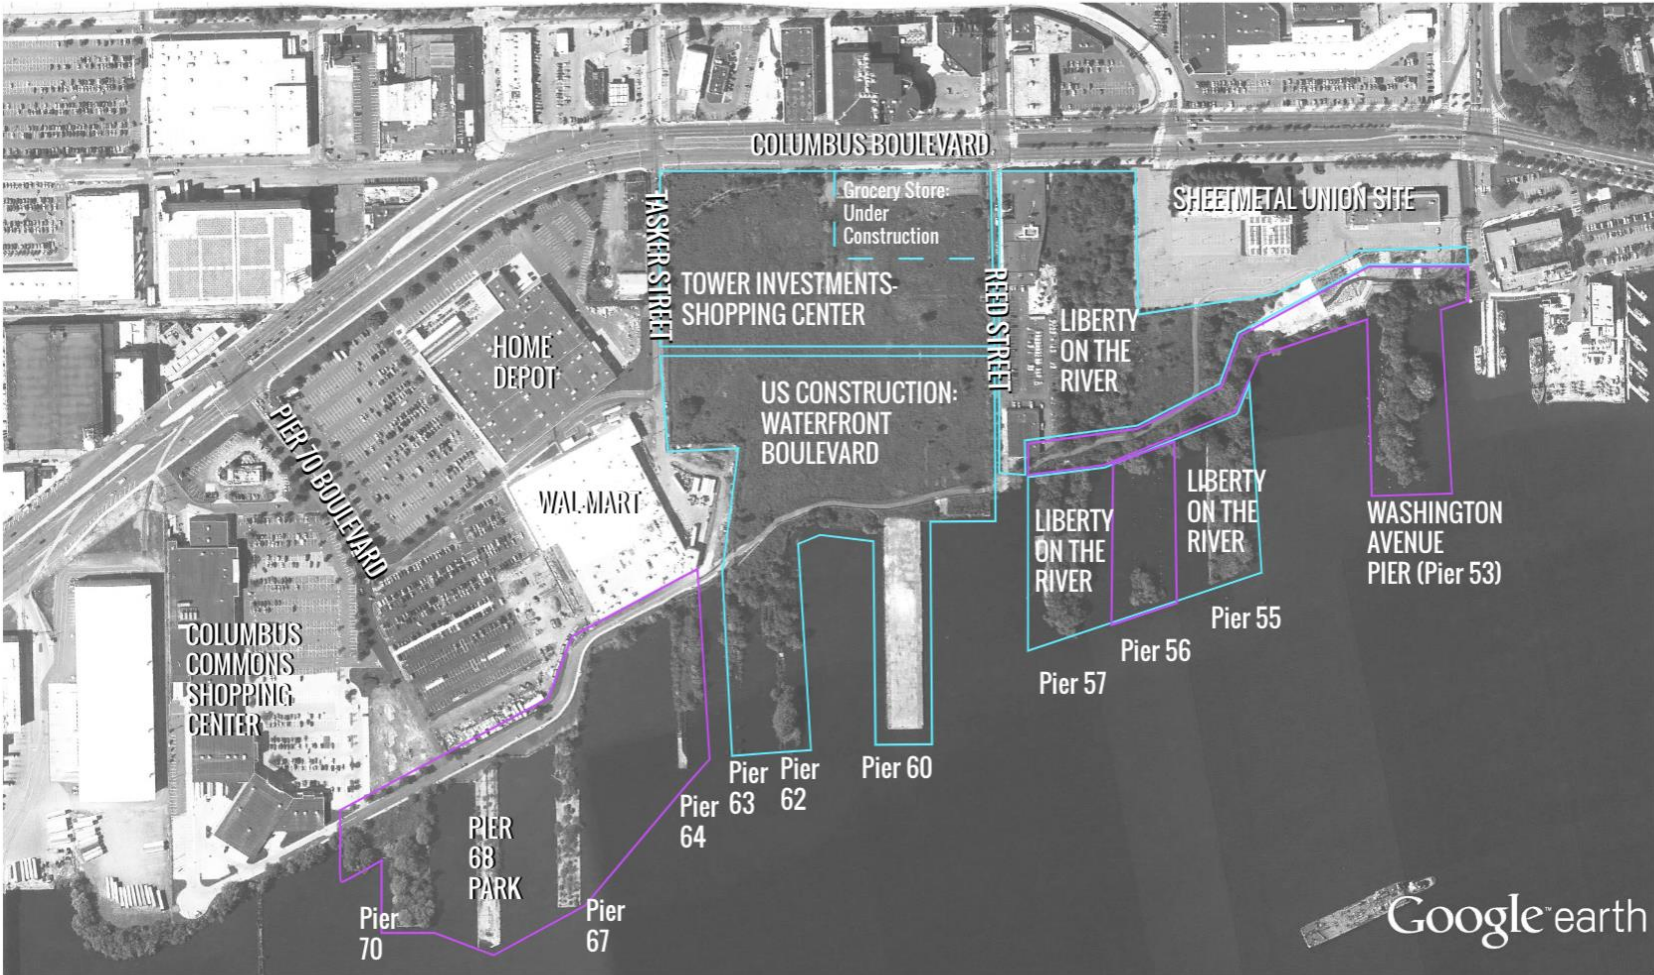 COLUMBUS BOULEVARD
Grocery Store:
Under
Construction
SHEETMETAL UNION SITE
TASKER STREET
TOWER INVESTMENTS-
SHOPPING CENTER
REED STREET
LIBERTY
ON THE
RIVER
HOME
DEPOT
US CONSTRUCTION:
WATERFRONT
BOULEVARD
PIER 70 BOULEVARD
WAL-MART
LIBERTY
ON THE
RIVER
LIBERTY
ON THE
RIVER
WASHINGTON
AVENUE
PIER (Pier 53)
COLUMBUS
COMMONS
SHOPPING
CENTER
Pier 55
Pier 56
Pier 57
Pier 60
Pier
62
Pier
63
Pier
64
PIER
68
PARK
Pier
67
Pier
70
Google™ earth